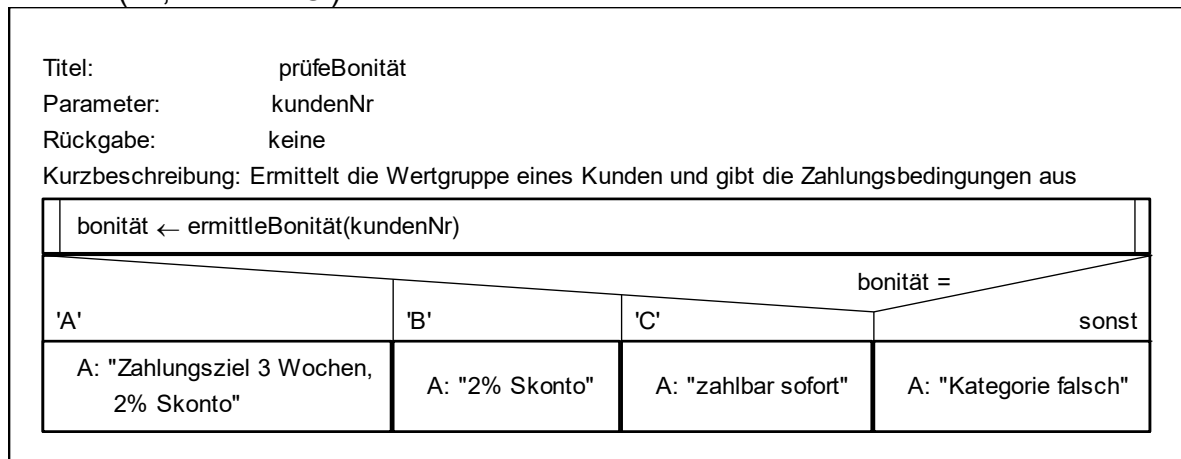 Titel: prüfeBonität
Parameter: kundenNr
Rückgabe: keine
Kurzbeschreibung: Ermittelt die Wertgruppe eines Kunden und gibt die Zahlungsbedingungen aus
bonität ← ermittleBonität(kundenNr)
bonität =
'A' 'B' 'C' sonst
A: "Zahlungsziel 3 Wochen,
2% Skonto"
A: "2% Skonto"
A: "zahlbar sofort"
A: "Kategorie falsch"